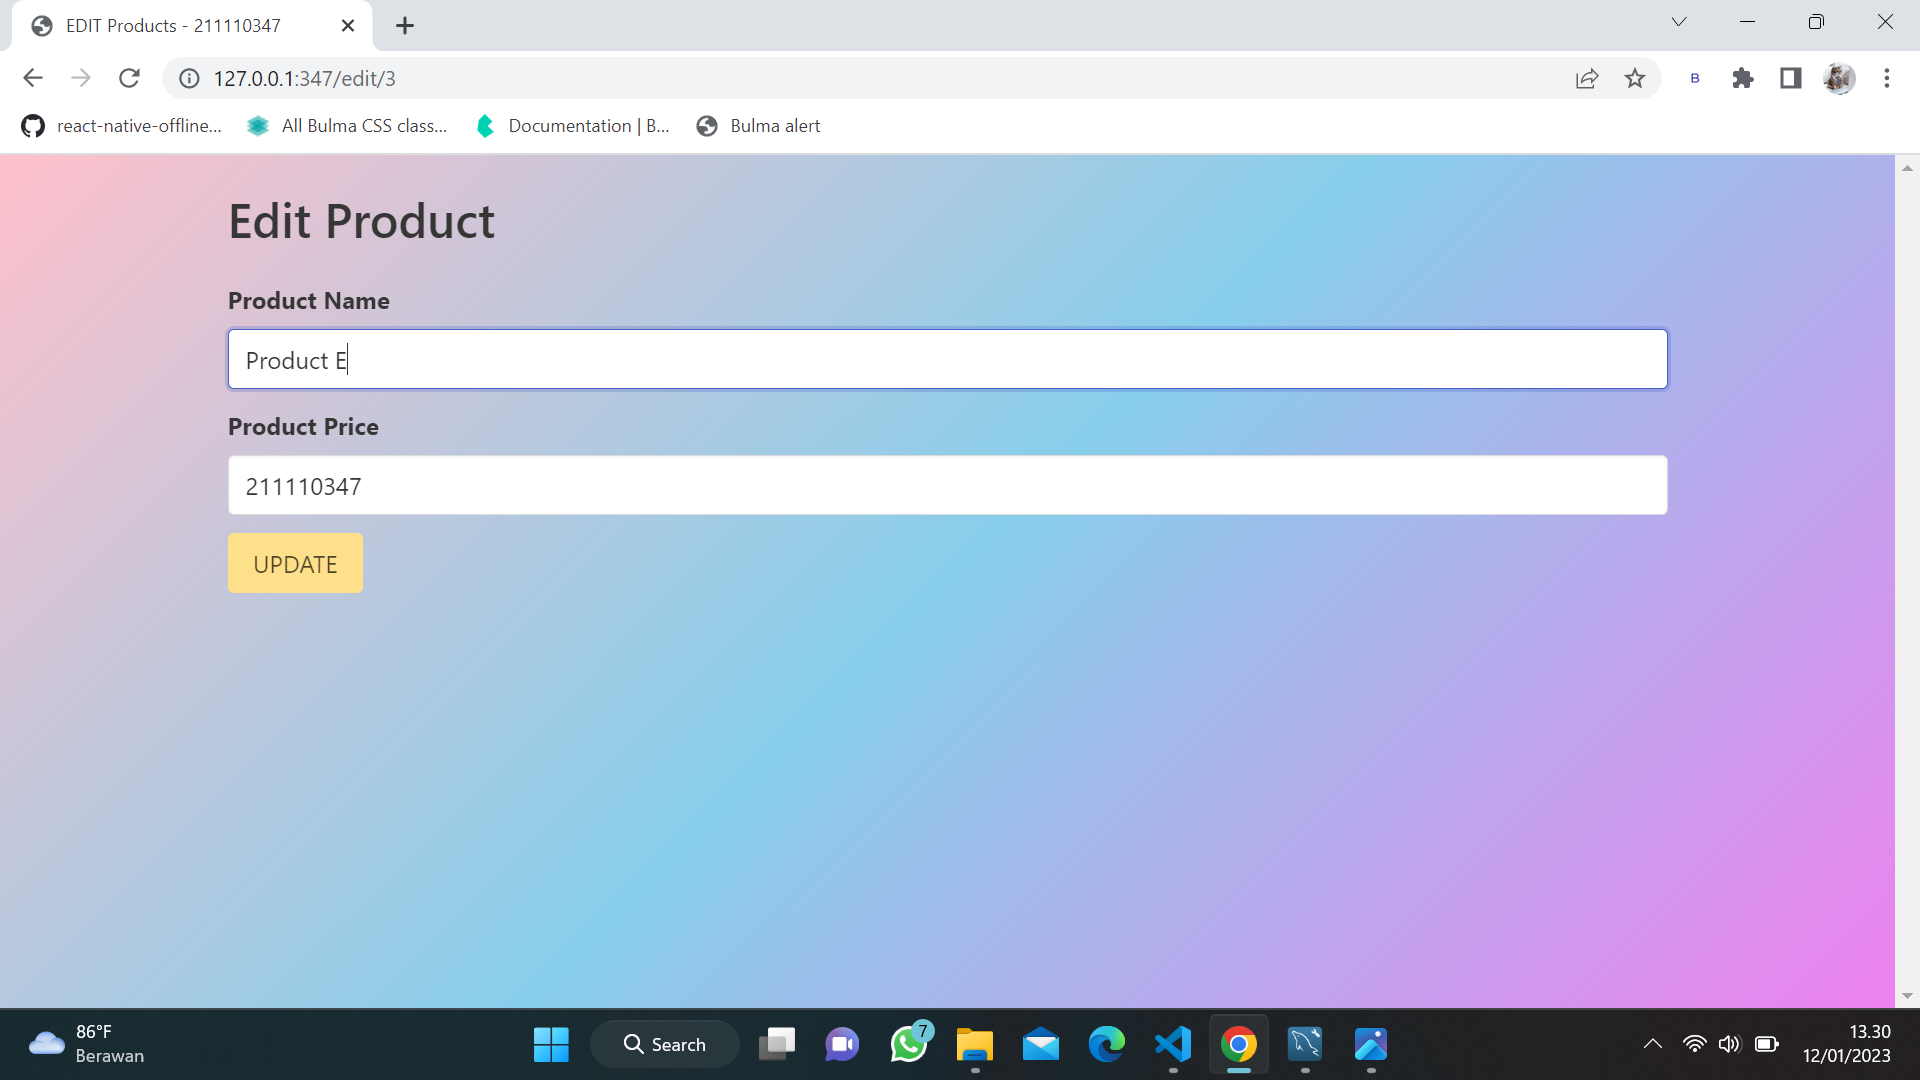 EDIT Products - 211110347
127.0.0.1:347/edit/3
B
react-native-offline...
All Bulma CSS class...
Documentation | B...
Bulma alert
Edit Product
Product Name
Product E
Product Price
211110347
UPDATE
86°F
Berawan
Search
7
13.30
12/01/2023